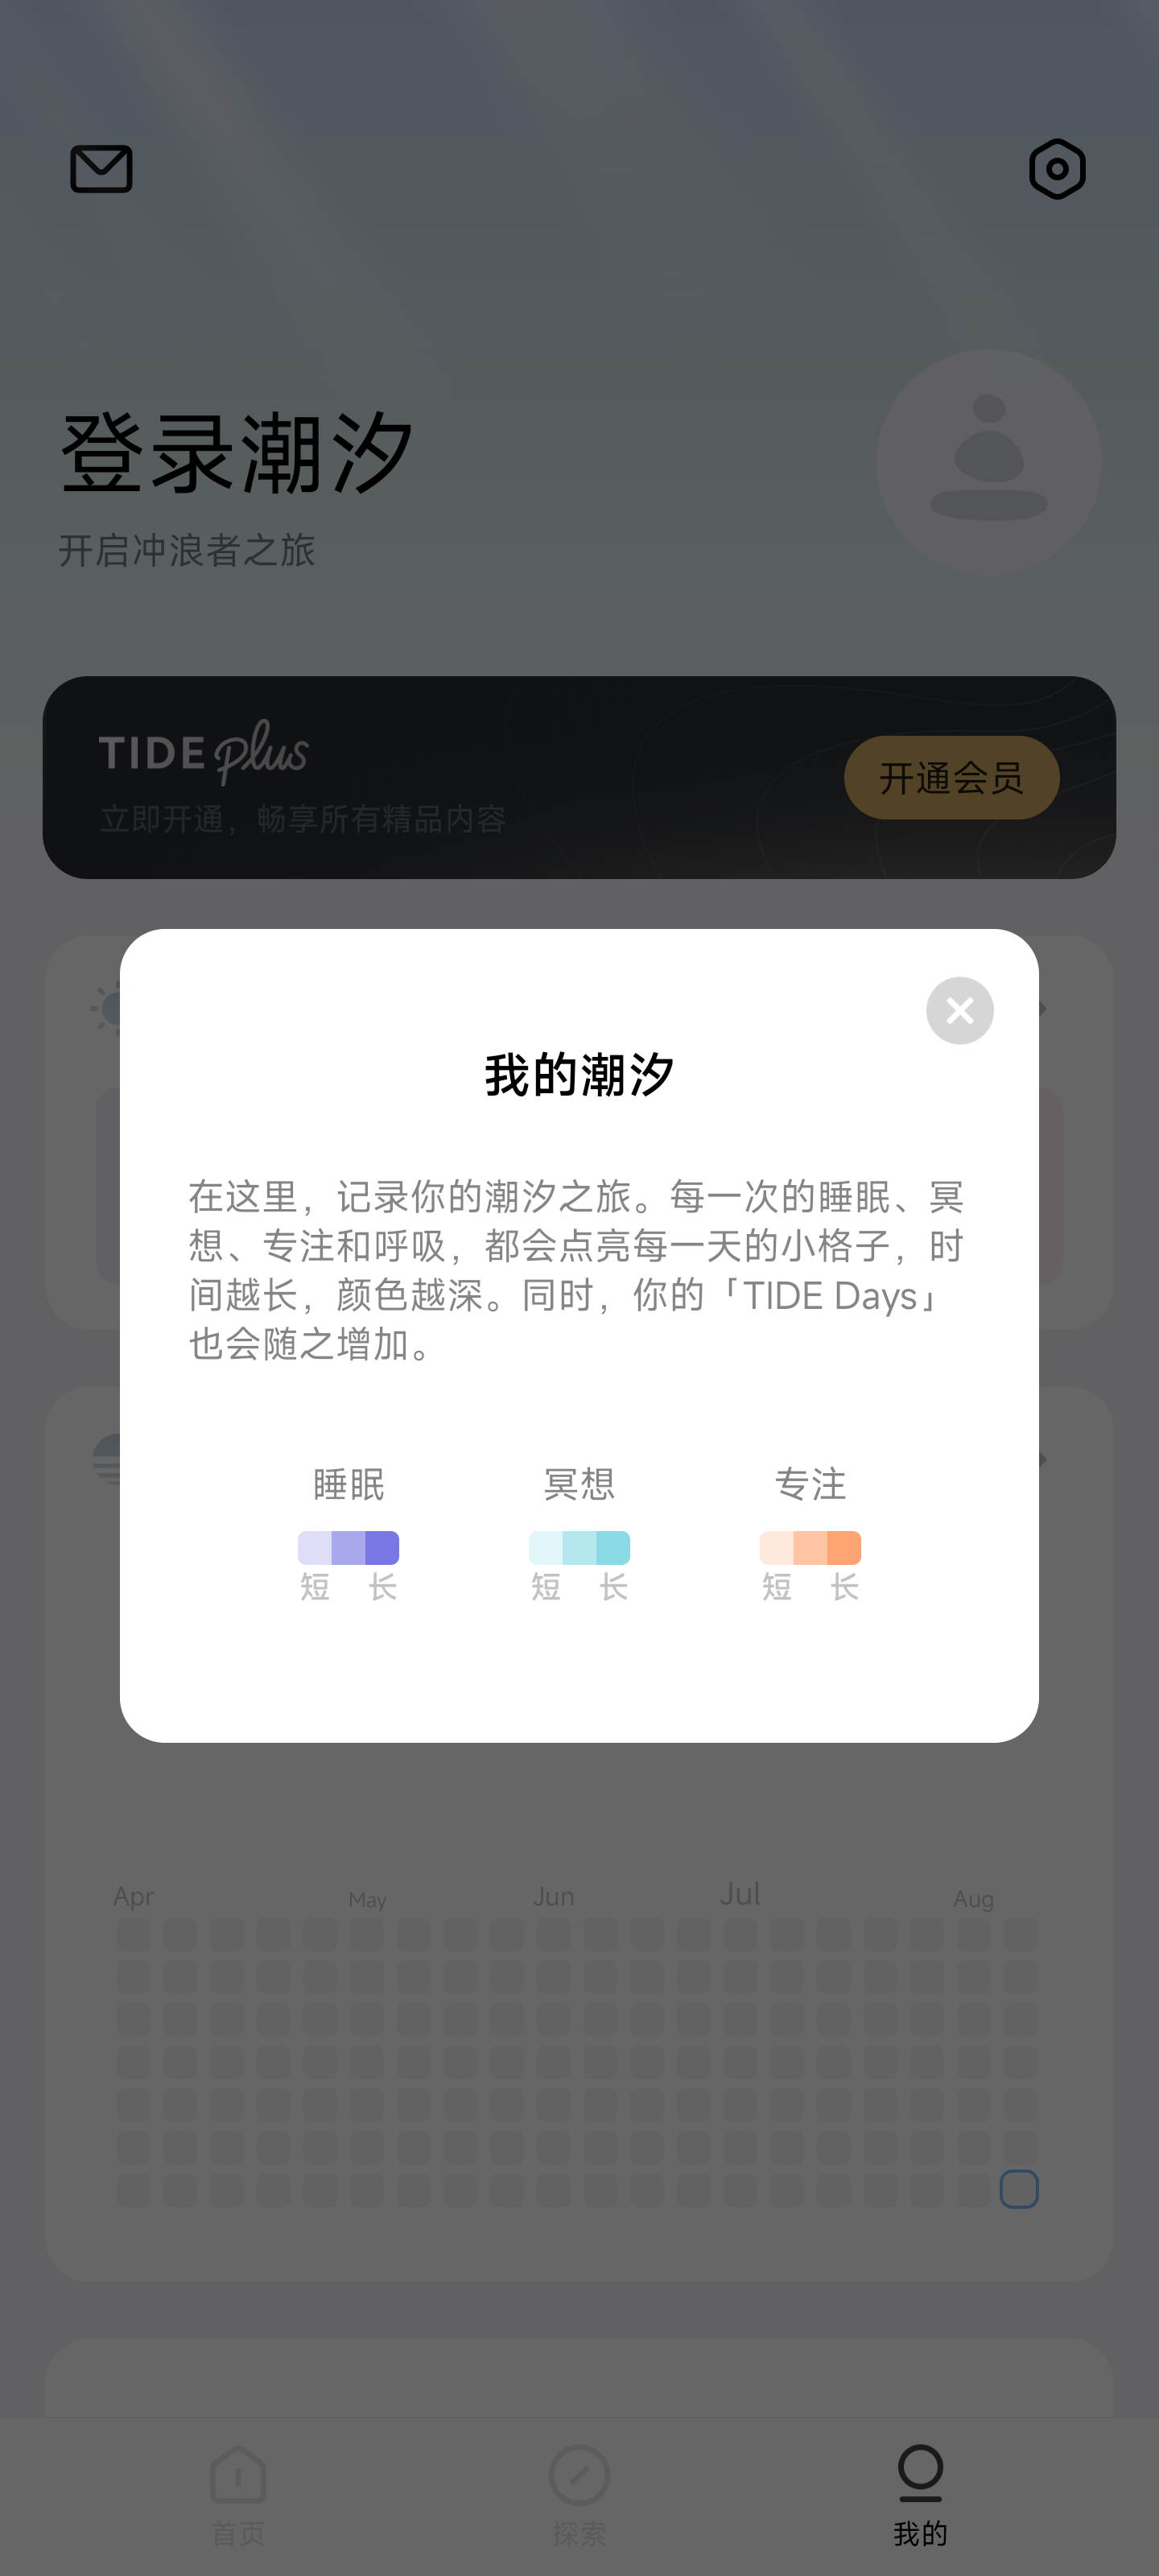 登录潮汐
开启冲浪者之旅
TIDE plus
立即开通，畅享所有精品内容
开通会员
我的潮汐
在这里，记录你的潮汐之旅。每一次的睡眠、冥
想、专注和呼吸，都会点亮每一天的小格子，时
间越长，颜色越深。同时，你的「TIDE Days」
也会随之增加。
睡眠 冥想 专注
短 长 短 长 短 长
Apr May Jun Jul Aug
首页 探索 我的